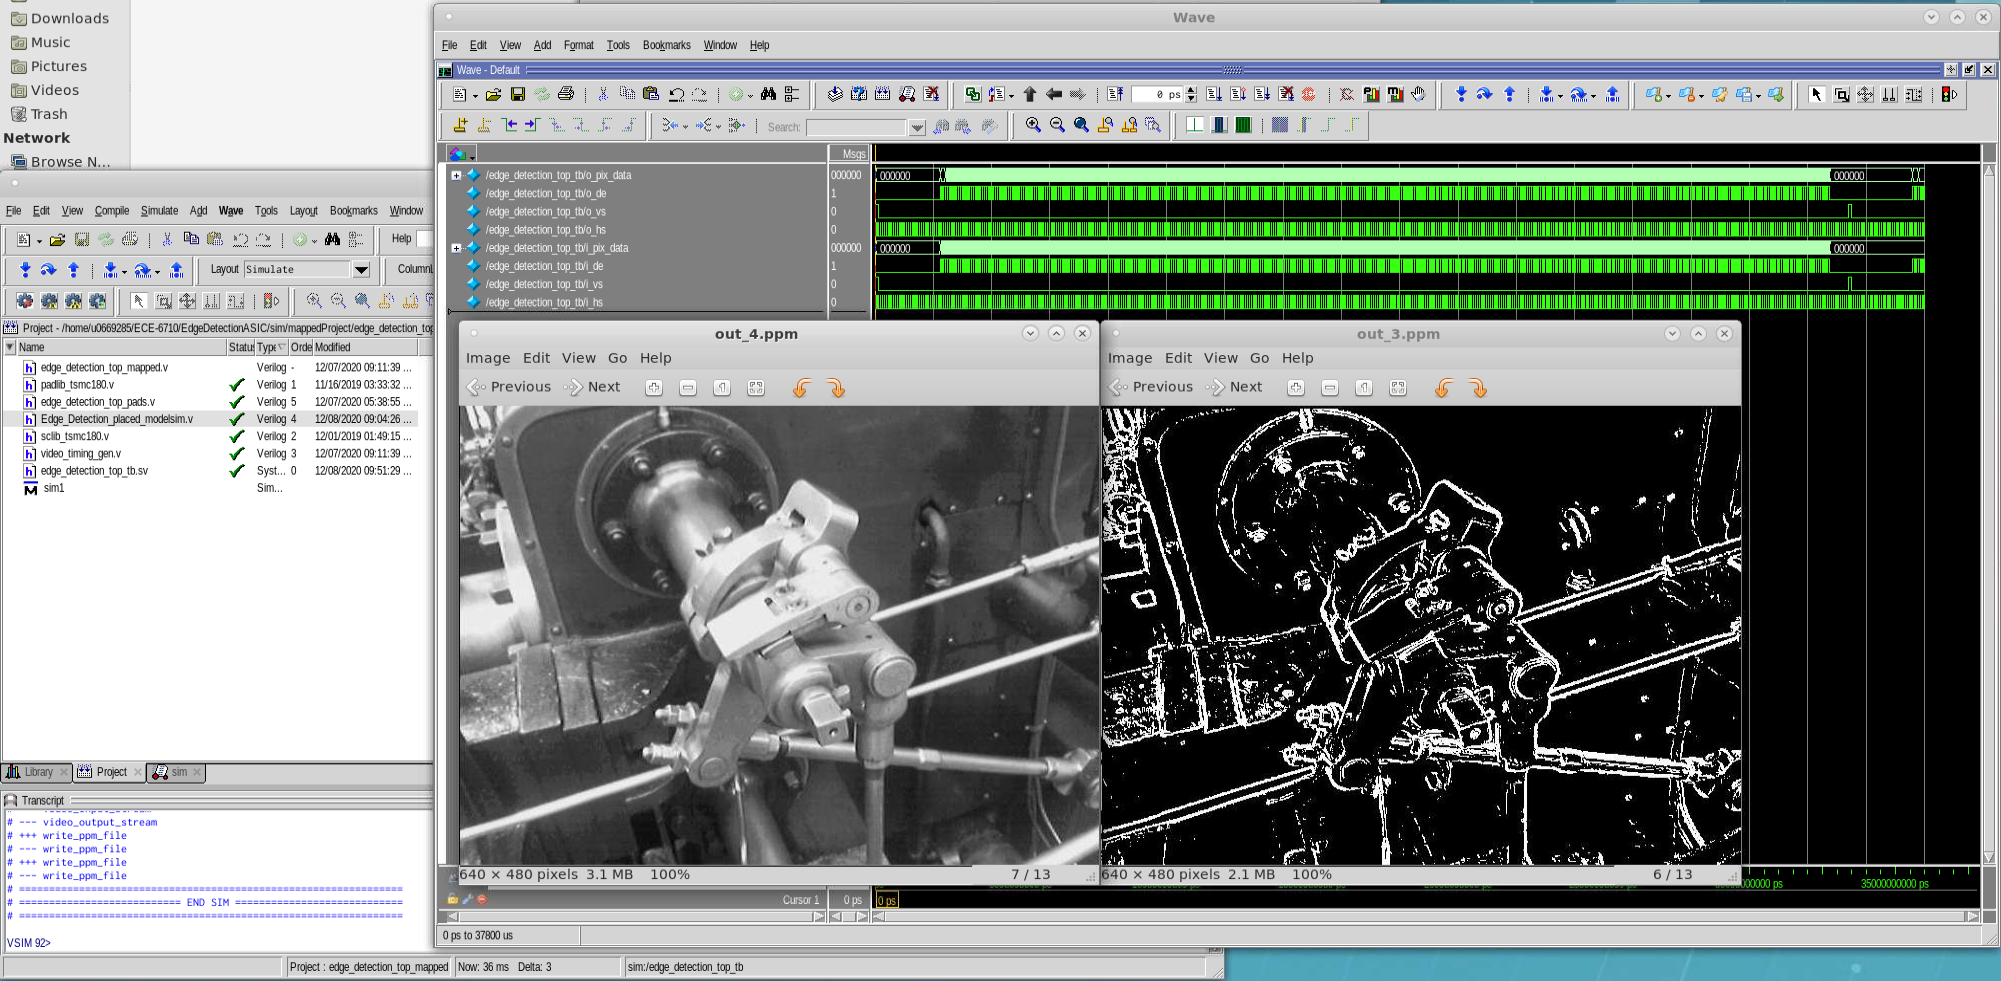 Downloads
Music
Pictures
Videos
Trash
Network
Browse N...
File Edit View Compile Simulate Add Wave Tools Layout Bookmarks Window
Help
Layout Simulate
ColumnL
Project - /home/u0669285/ECE-6710/EdgeDetectionASIC/sim/mappedProject/edge_detection_top
Name Status Type Orde Modified
edge_detection_top_mapped.v Verilog - 12/07/2020 09:11:39 ...
padlib_tsmc180.v Verilog 1 11/16/2019 03:33:32 ...
edge_detection_top_pads.v Verilog 5 12/07/2020 05:38:55 ...
Edge_Detection_placed_modelsim.v Verilog 4 12/08/2020 09:04:26 ...
sclib_tsmc180.v Verilog 2 12/01/2019 01:49:15 ...
video_timing_gen.v Verilog 3 12/07/2020 09:11:39 ...
edge_detection_top_tb.sv Syst... 0 12/08/2020 09:51:29 ...
sim1 Sim...
Library Project sim
Transcript
# --- video_output_stream
# +++ write_ppm_file
# --- write_ppm_file
# +++ write_ppm_file
# --- write_ppm_file
# END SIM
VSIM 92>
Project : edge_detection_top_mapped Now: 36 ms Delta: 3 sim:/edge_detection_top_tb
Wave
File Edit View Add Format Tools Bookmarks Window Help
Wave - Default
0 ps
Search:
Msgs
/edge_detection_top_tb/o_pix_data 000000 000000 000000
/edge_detection_top_tb/o_de 1
/edge_detection_top_tb/o_vs 0
/edge_detection_top_tb/o_hs 0
/edge_detection_top_tb/i_pix_data 000000 000000 000000
/edge_detection_top_tb/i_de 1
/edge_detection_top_tb/i_vs 0
/edge_detection_top_tb/i_hs 0
out_4.ppm
Image Edit View Go Help
Previous Next
640 × 480 pixels 3.1 MB 100% 7 / 13
out_3.ppm
Image Edit View Go Help
Previous Next
640 × 480 pixels 2.1 MB 100% 6 / 13
35000000000 ps
Cursor 1 0 ps 0 ps
0 ps to 37800 us